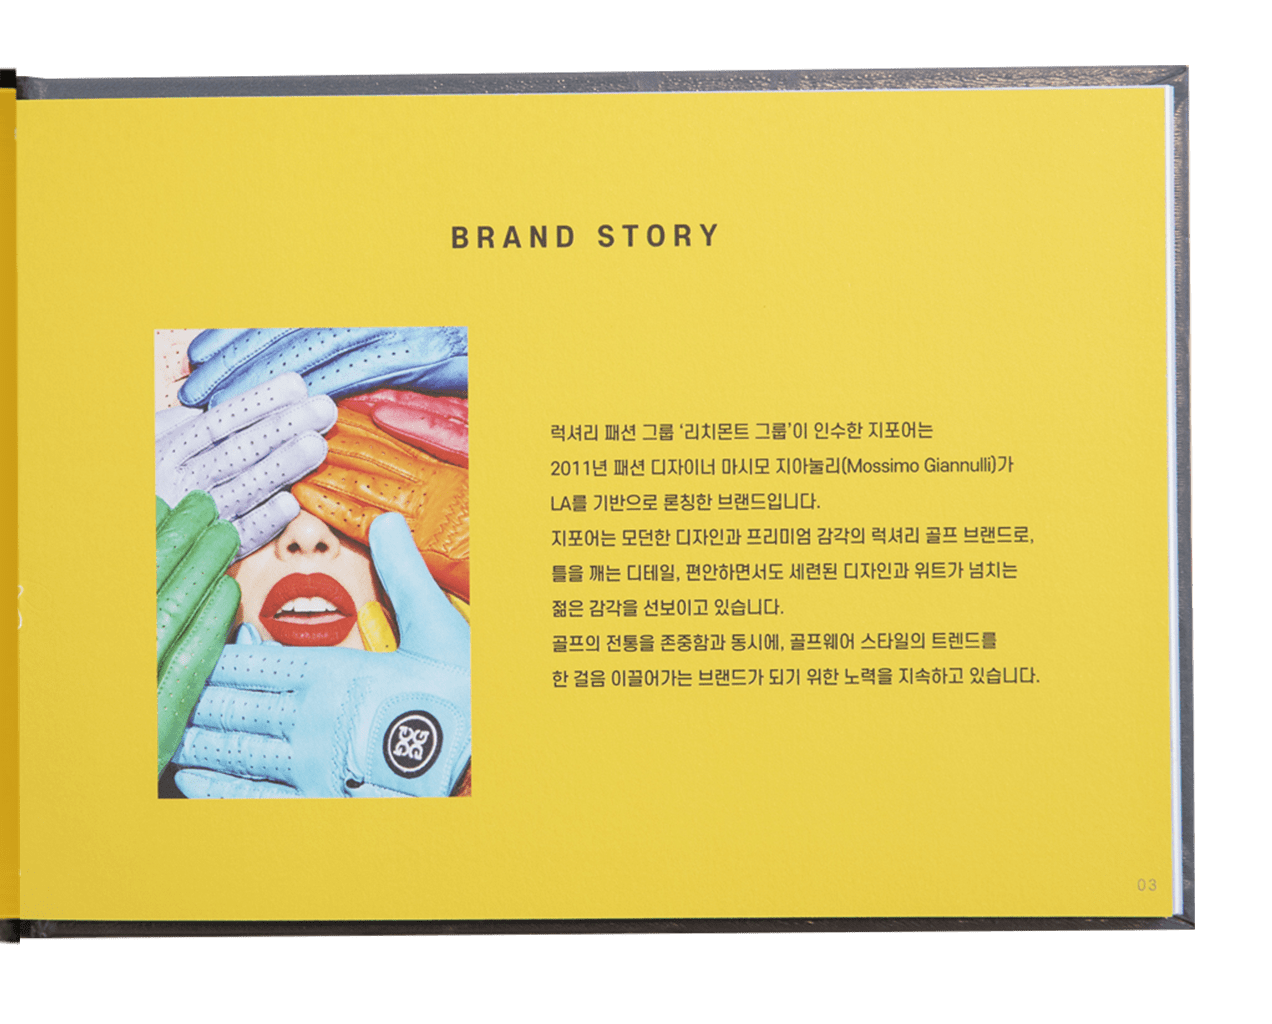 BRAND STORY
럭셔리 패션 그룹 ‘리치몬트 그룹’이 인수한 지포어는
2011년 패션 디자이너 마시모 지아눌리(Mossimo Giannulli)가
LA를 기반으로 론칭한 브랜드입니다.
지포어는 모던한 디자인과 프리미엄 감각의 럭셔리 골프 브랜드로,
틀을 깨는 디테일, 편안하면서도 세련된 디자인과 위트가 넘치는
젊은 감각을 선보이고 있습니다.
골프의 전통을 존중함과 동시에, 골프웨어 스타일의 트렌드를
한 걸음 이끌어가는 브랜드가 되기 위한 노력을 지속하고 있습니다.
03